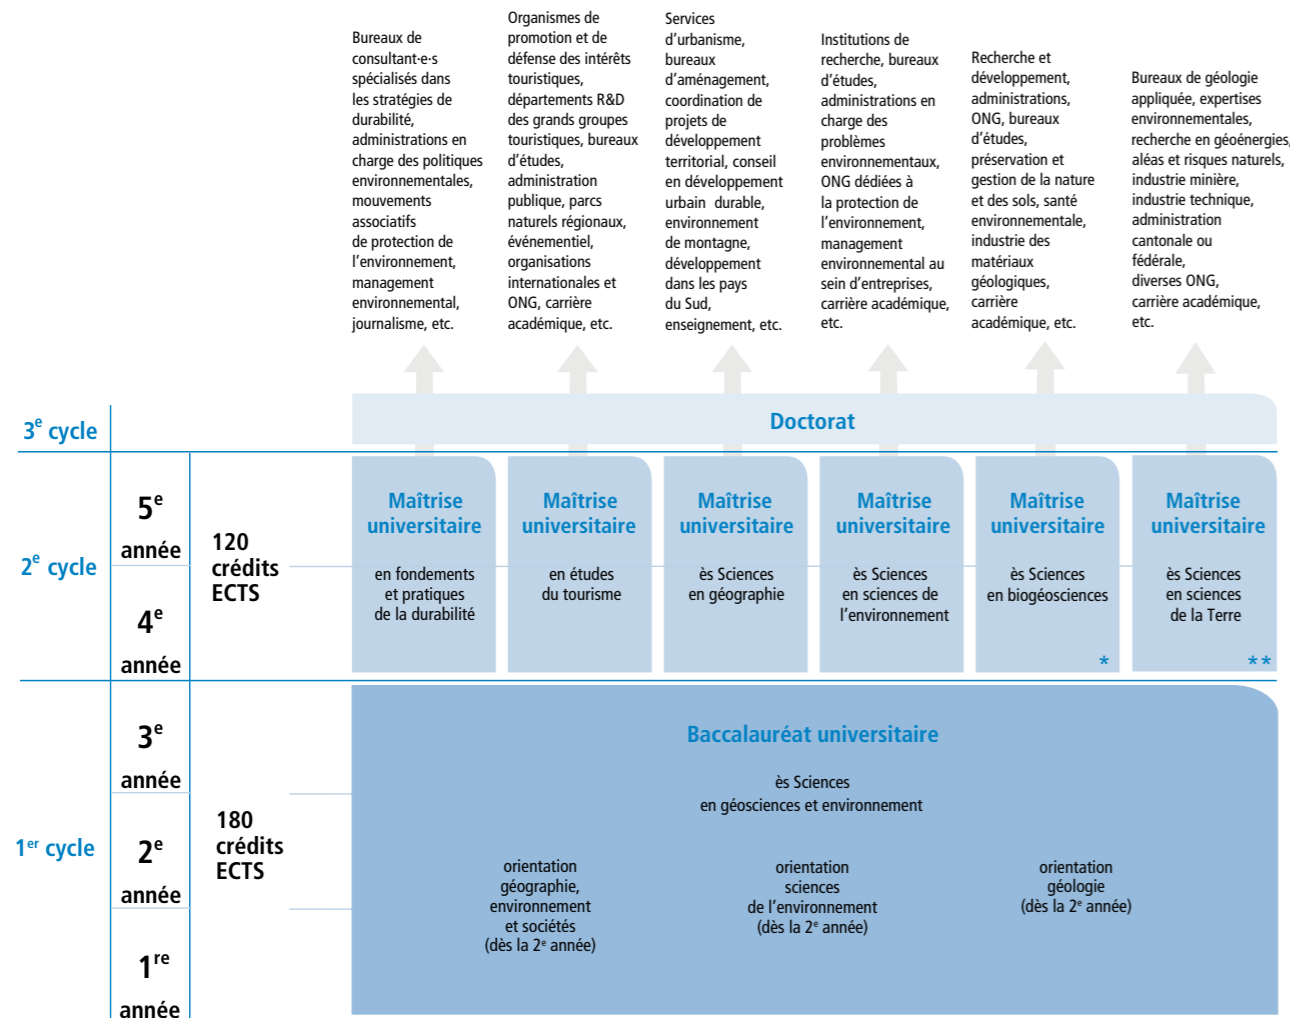 Bureaux de
consultant·e·s
spécialisés dans
les stratégies de
durabilité,
administrations en
charge des politiques
environnementales,
mouvements
associatifs
de protection de
l'environnement,
management
environnemental,
journalisme, etc.
Organismes de
promotion et de
défense des intérêts
touristiques,
départements R&D
des grands groupes
touristiques, bureaux
d'études,
administration
publique, parcs
naturels régionaux,
événementiel,
organisations
internationales et
ONG, carrière
académique, etc.
Services
d'urbanisme,
bureaux
d'aménagement,
coordination de
projets de
développement
territorial, conseil
en développement
urbain durable,
environnement
de montagne,
développement
dans les pays
du Sud,
enseignement, etc.
Institutions de
recherche, bureaux
d'études,
administrations en
charge des
problèmes
environnementaux,
ONG dédiées à
la protection de
l'environnement,
management
environnemental au
sein d'entreprises,
carrière académique,
etc.
Recherche et
développement,
administrations,
ONG, bureaux
d'études,
préservation et
gestion de la nature
et des sols, santé
environnementale,
industrie des
matériaux
géologiques,
carrière
académique, etc.
Bureaux de géologie
appliquée, expertises
environnementales,
recherche en géoénergies,
aléas et risques naturels,
industrie minière,
industrie technique,
administration
cantonale ou
fédérale,
diverses ONG,
carrière académique,
etc.
3e cycle
Doctorat
2e cycle
5e
année
4e
année
120
crédits
ECTS
Maîtrise
universitaire
en fondements
et pratiques
de la durabilité
Maîtrise
universitaire
en études
du tourisme
Maîtrise
universitaire
ès Sciences
en géographie
Maîtrise
universitaire
ès Sciences
en sciences de
l'environnement
Maîtrise
universitaire
ès Sciences
en biogéosciences
*
Maîtrise
universitaire
ès Sciences
en sciences
de la Terre
**
1er cycle
3e
année
2e
année
1re
année
180
crédits
ECTS
Baccalauréat universitaire
ès Sciences
en géosciences et environnement
orientation
géographie,
environnement
et sociétés
(dès la 2e année)
orientation
sciences
de l'environnement
(dès la 2e année)
orientation
géologie
(dès la 2e année)